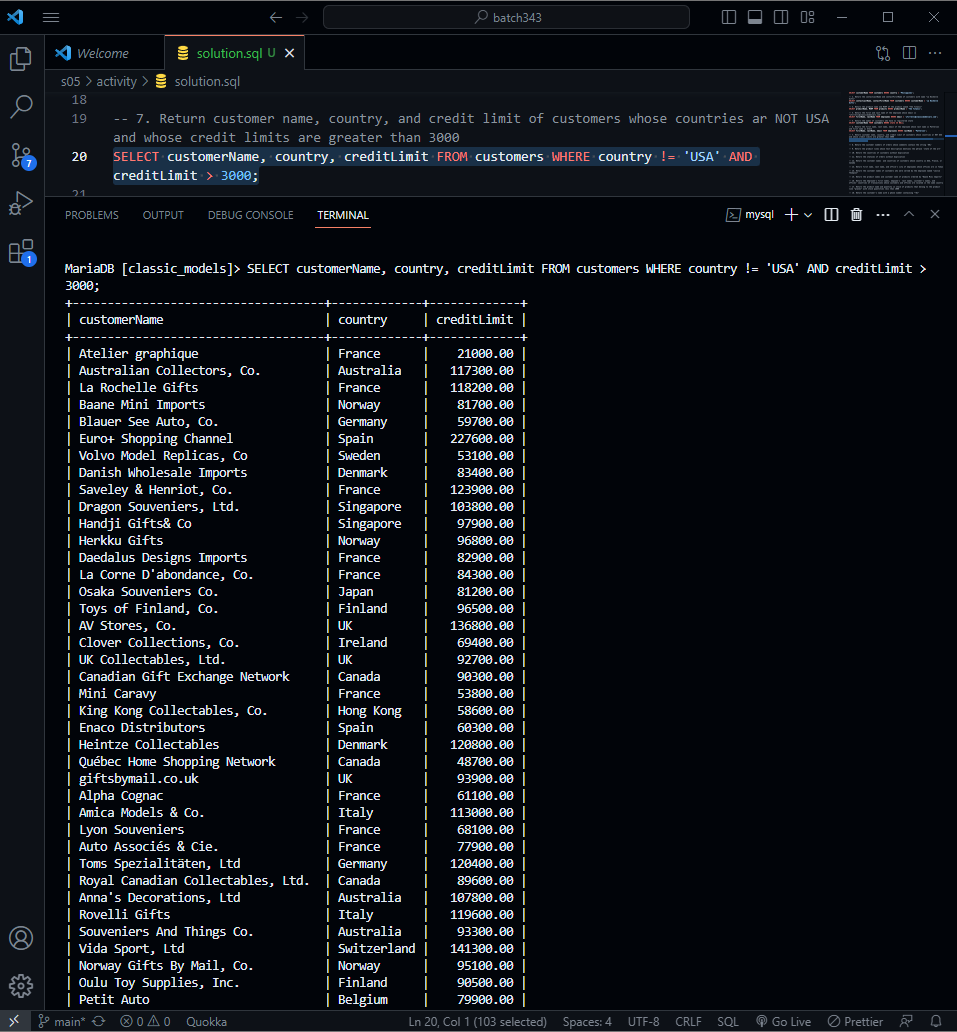 batch343
Welcome
solution.sql U
s05 > activity > solution.sql
18
19 -- 7. Return customer name, country, and credit limit of customers whose countries ar NOT USA
and whose credit limits are greater than 3000
20 SELECT customerName, country, creditLimit FROM customers WHERE country != 'USA' AND
creditLimit > 3000;
21
PROBLEMS OUTPUT DEBUG CONSOLE TERMINAL mysql
MariaDB [classic_models]> SELECT customerName, country, creditLimit FROM customers WHERE country != 'USA' AND creditLimit >
3000;
+------------------------------------+-------------+-------------+
| customerName | country | creditLimit |
+------------------------------------+-------------+-------------+
| Atelier graphique | France | 21000.00 |
| Australian Collectors, Co. | Australia | 117300.00 |
| La Rochelle Gifts | France | 118200.00 |
| Baane Mini Imports | Norway | 81700.00 |
| Blauer See Auto, Co. | Germany | 59700.00 |
| Euro+ Shopping Channel | Spain | 227600.00 |
| Volvo Model Replicas, Co | Sweden | 53100.00 |
| Danish Wholesale Imports | Denmark | 83400.00 |
| Saveley & Henriot, Co. | France | 123900.00 |
| Dragon Souveniers, Ltd. | Singapore | 103800.00 |
| Handji Gifts& Co | Singapore | 97900.00 |
| Herkku Gifts | Norway | 96800.00 |
| Daedalus Designs Imports | France | 82900.00 |
| La Corne D'abondance, Co. | France | 84300.00 |
| Osaka Souveniers Co. | Japan | 81200.00 |
| Toys of Finland, Co. | Finland | 96500.00 |
| AV Stores, Co. | UK | 136800.00 |
| Clover Collections, Co. | Ireland | 69400.00 |
| UK Collectables, Ltd. | UK | 92700.00 |
| Canadian Gift Exchange Network | Canada | 90300.00 |
| Mini Caravy | France | 53800.00 |
| King Kong Collectables, Co. | Hong Kong | 58600.00 |
| Enaco Distributors | Spain | 60300.00 |
| Heintze Collectables | Denmark | 120800.00 |
| Québec Home Shopping Network | Canada | 48700.00 |
| giftsbymail.co.uk | UK | 93900.00 |
| Alpha Cognac | France | 61100.00 |
| Amica Models & Co. | Italy | 113000.00 |
| Lyon Souveniers | France | 68100.00 |
| Auto Associés & Cie. | France | 77900.00 |
| Toms Spezialitäten, Ltd | Germany | 120400.00 |
| Royal Canadian Collectables, Ltd. | Canada | 89600.00 |
| Anna's Decorations, Ltd | Australia | 107800.00 |
| Rovelli Gifts | Italy | 119600.00 |
| Souveniers And Things Co. | Australia | 93300.00 |
| Vida Sport, Ltd | Switzerland | 141300.00 |
| Norway Gifts By Mail, Co. | Norway | 95100.00 |
| Oulu Toy Supplies, Inc. | Finland | 90500.00 |
| Petit Auto | Belgium | 79900.00 |
7
1
main* 0 0 Quokka Ln 20, Col 1 (103 selected) Spaces: 4 UTF-8 CRLF SQL Go Live Prettier